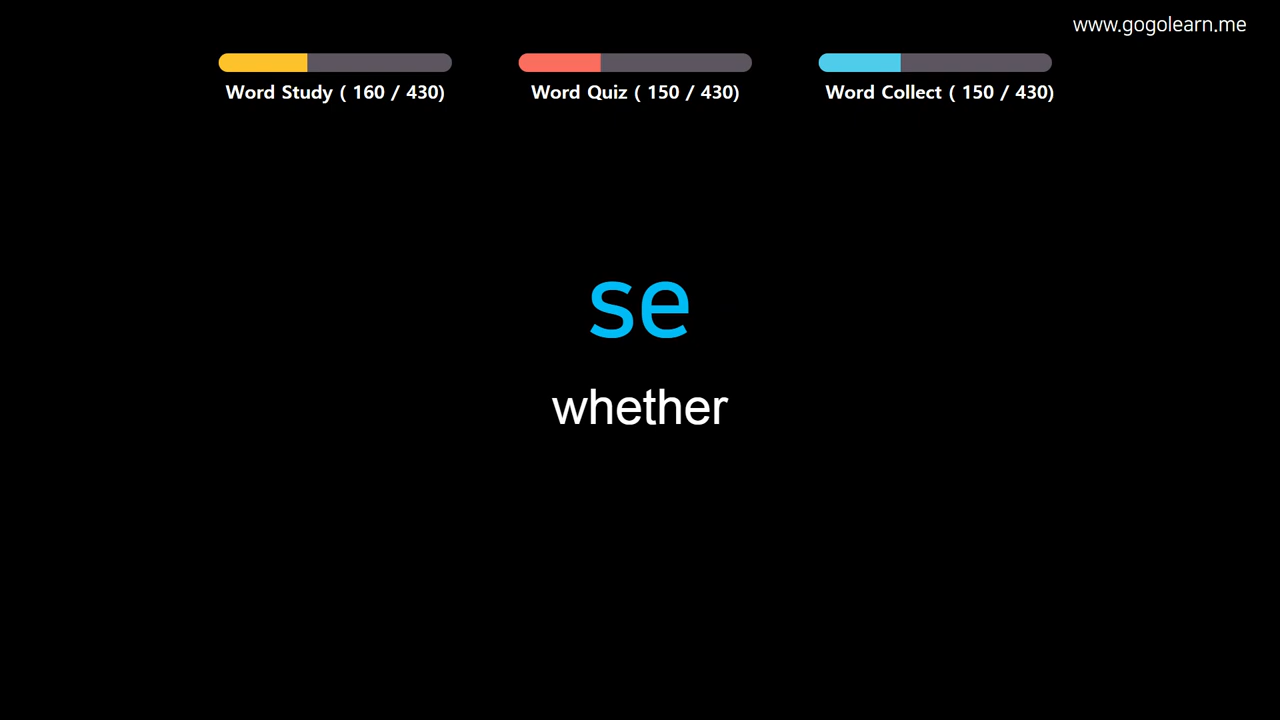 www.gogolearn.me
Word Study ( 160 / 430)
Word Quiz ( 150 / 430)
Word Collect ( 150 / 430)
se
whether